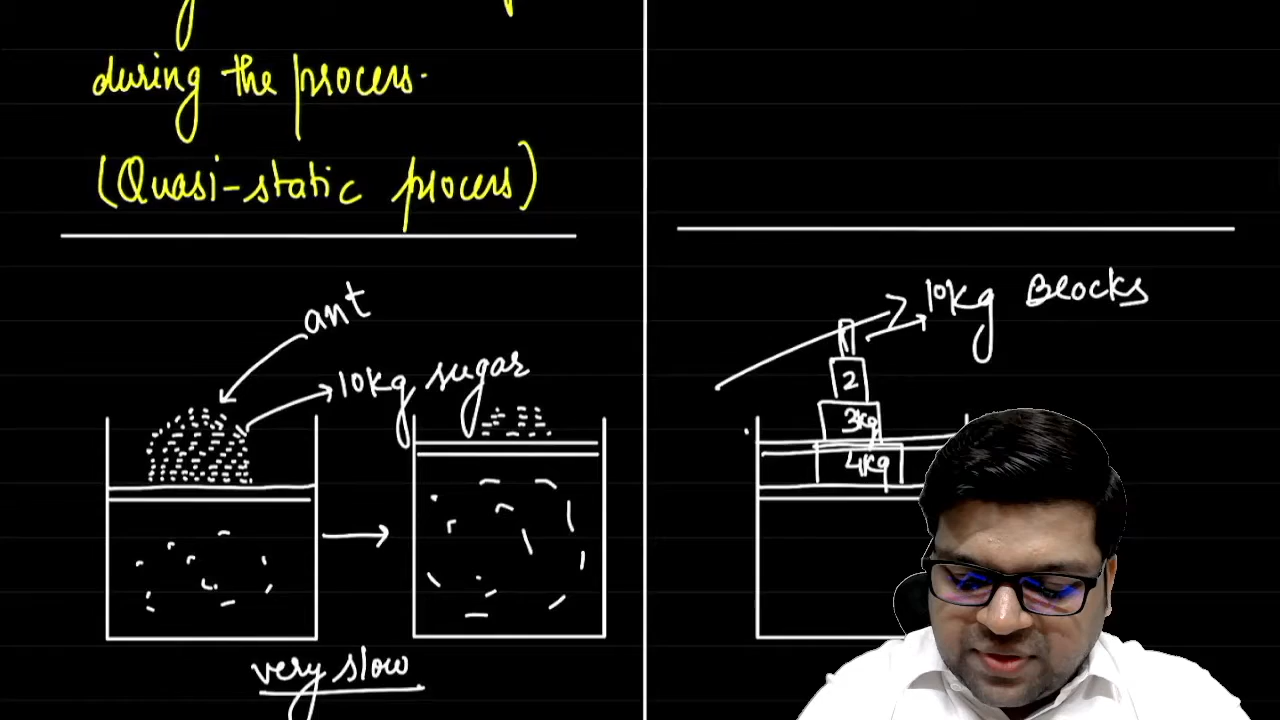 during the process.
(Quasi-static process)
ant
10kg sugar
very slow
10kg Blocks
2
3kg
4kg